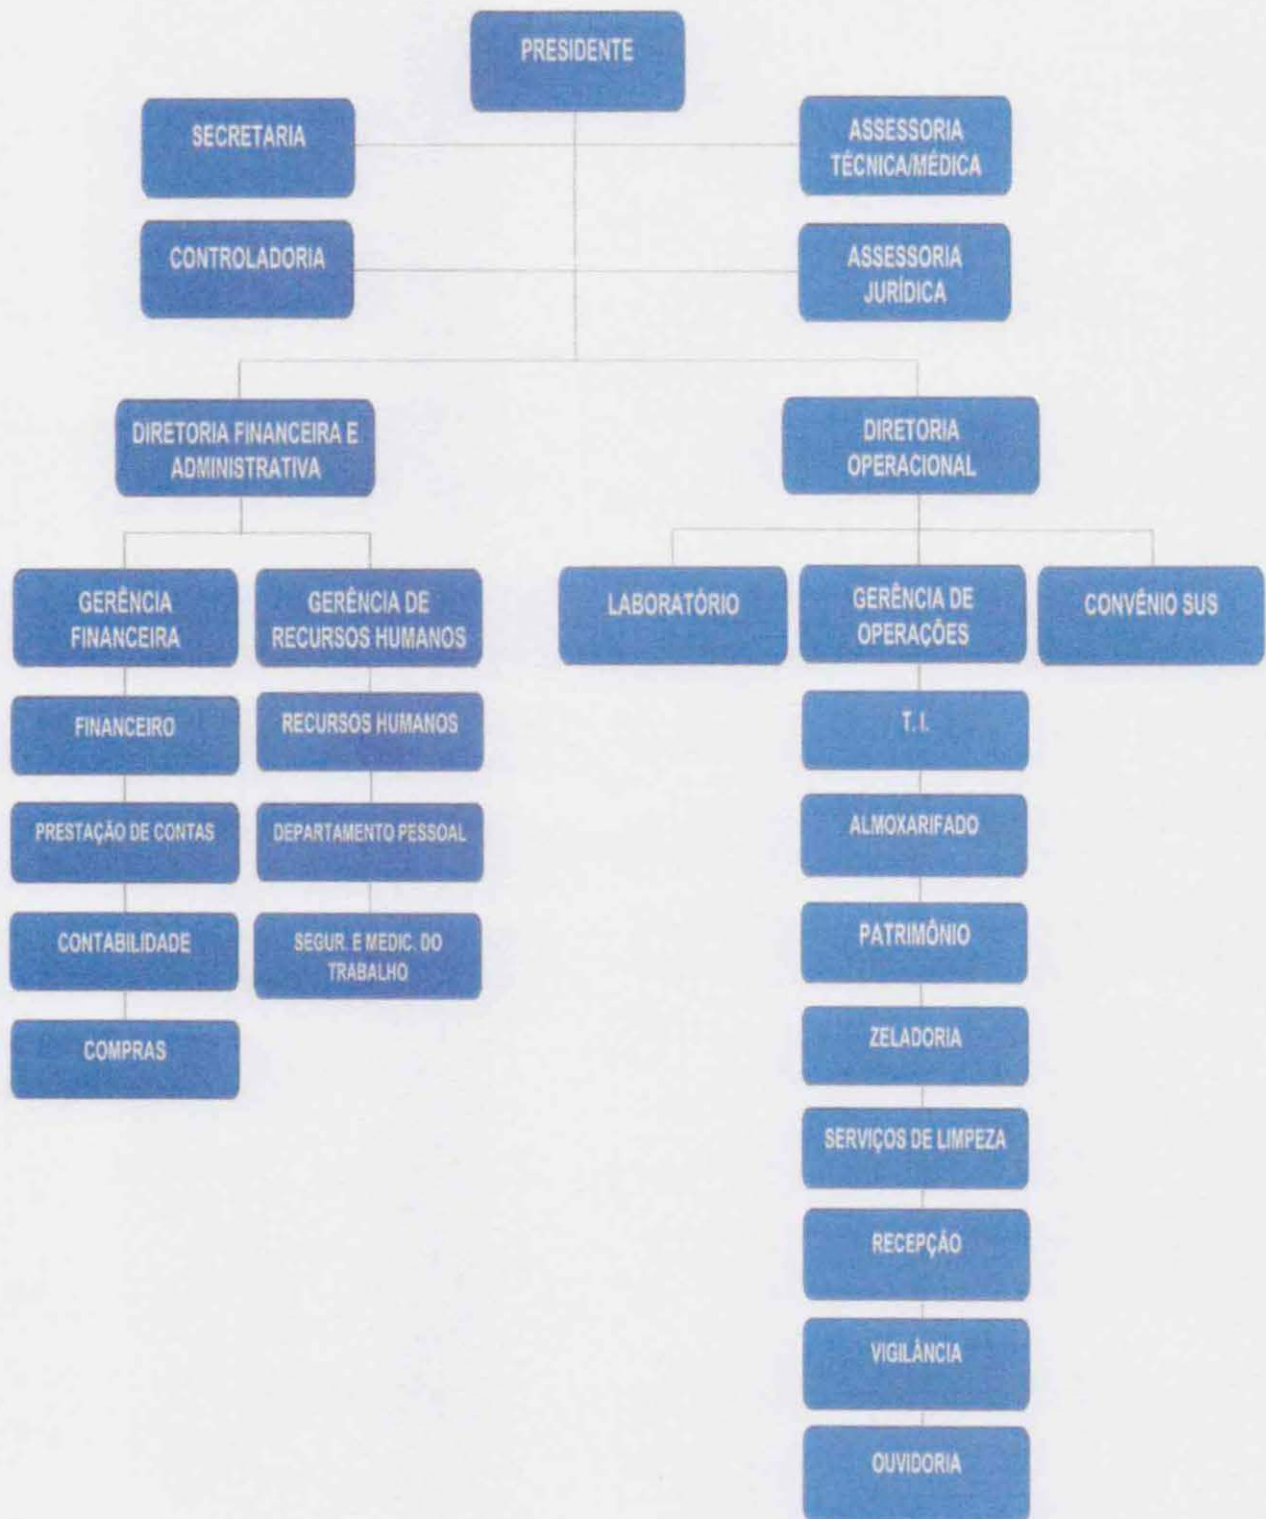 PRESIDENTE
SECRETARIA
ASSESSORIA
TÉCNICA/MÉDICA
CONTROLADORIA
ASSESSORIA
JURÍDICA
DIRETORIA FINANCEIRA E
ADMINISTRATIVA
DIRETORIA
OPERACIONAL
GERÊNCIA
FINANCEIRA
GERÊNCIA DE
RECURSOS HUMANOS
LABORATÓRIO
GERÊNCIA DE
OPERAÇÕES
CONVÊNIO SUS
FINANCEIRO
RECURSOS HUMANOS
T. I.
PRESTAÇÃO DE CONTAS
DEPARTAMENTO PESSOAL
ALMOXARIFADO
CONTABILIDADE
SEGUR. E MEDIC. DO
TRABALHO
PATRIMÔNIO
COMPRAS
ZELADORIA
SERVIÇOS DE LIMPEZA
RECEPÇÃO
VIGILÂNCIA
OUVIDORIA